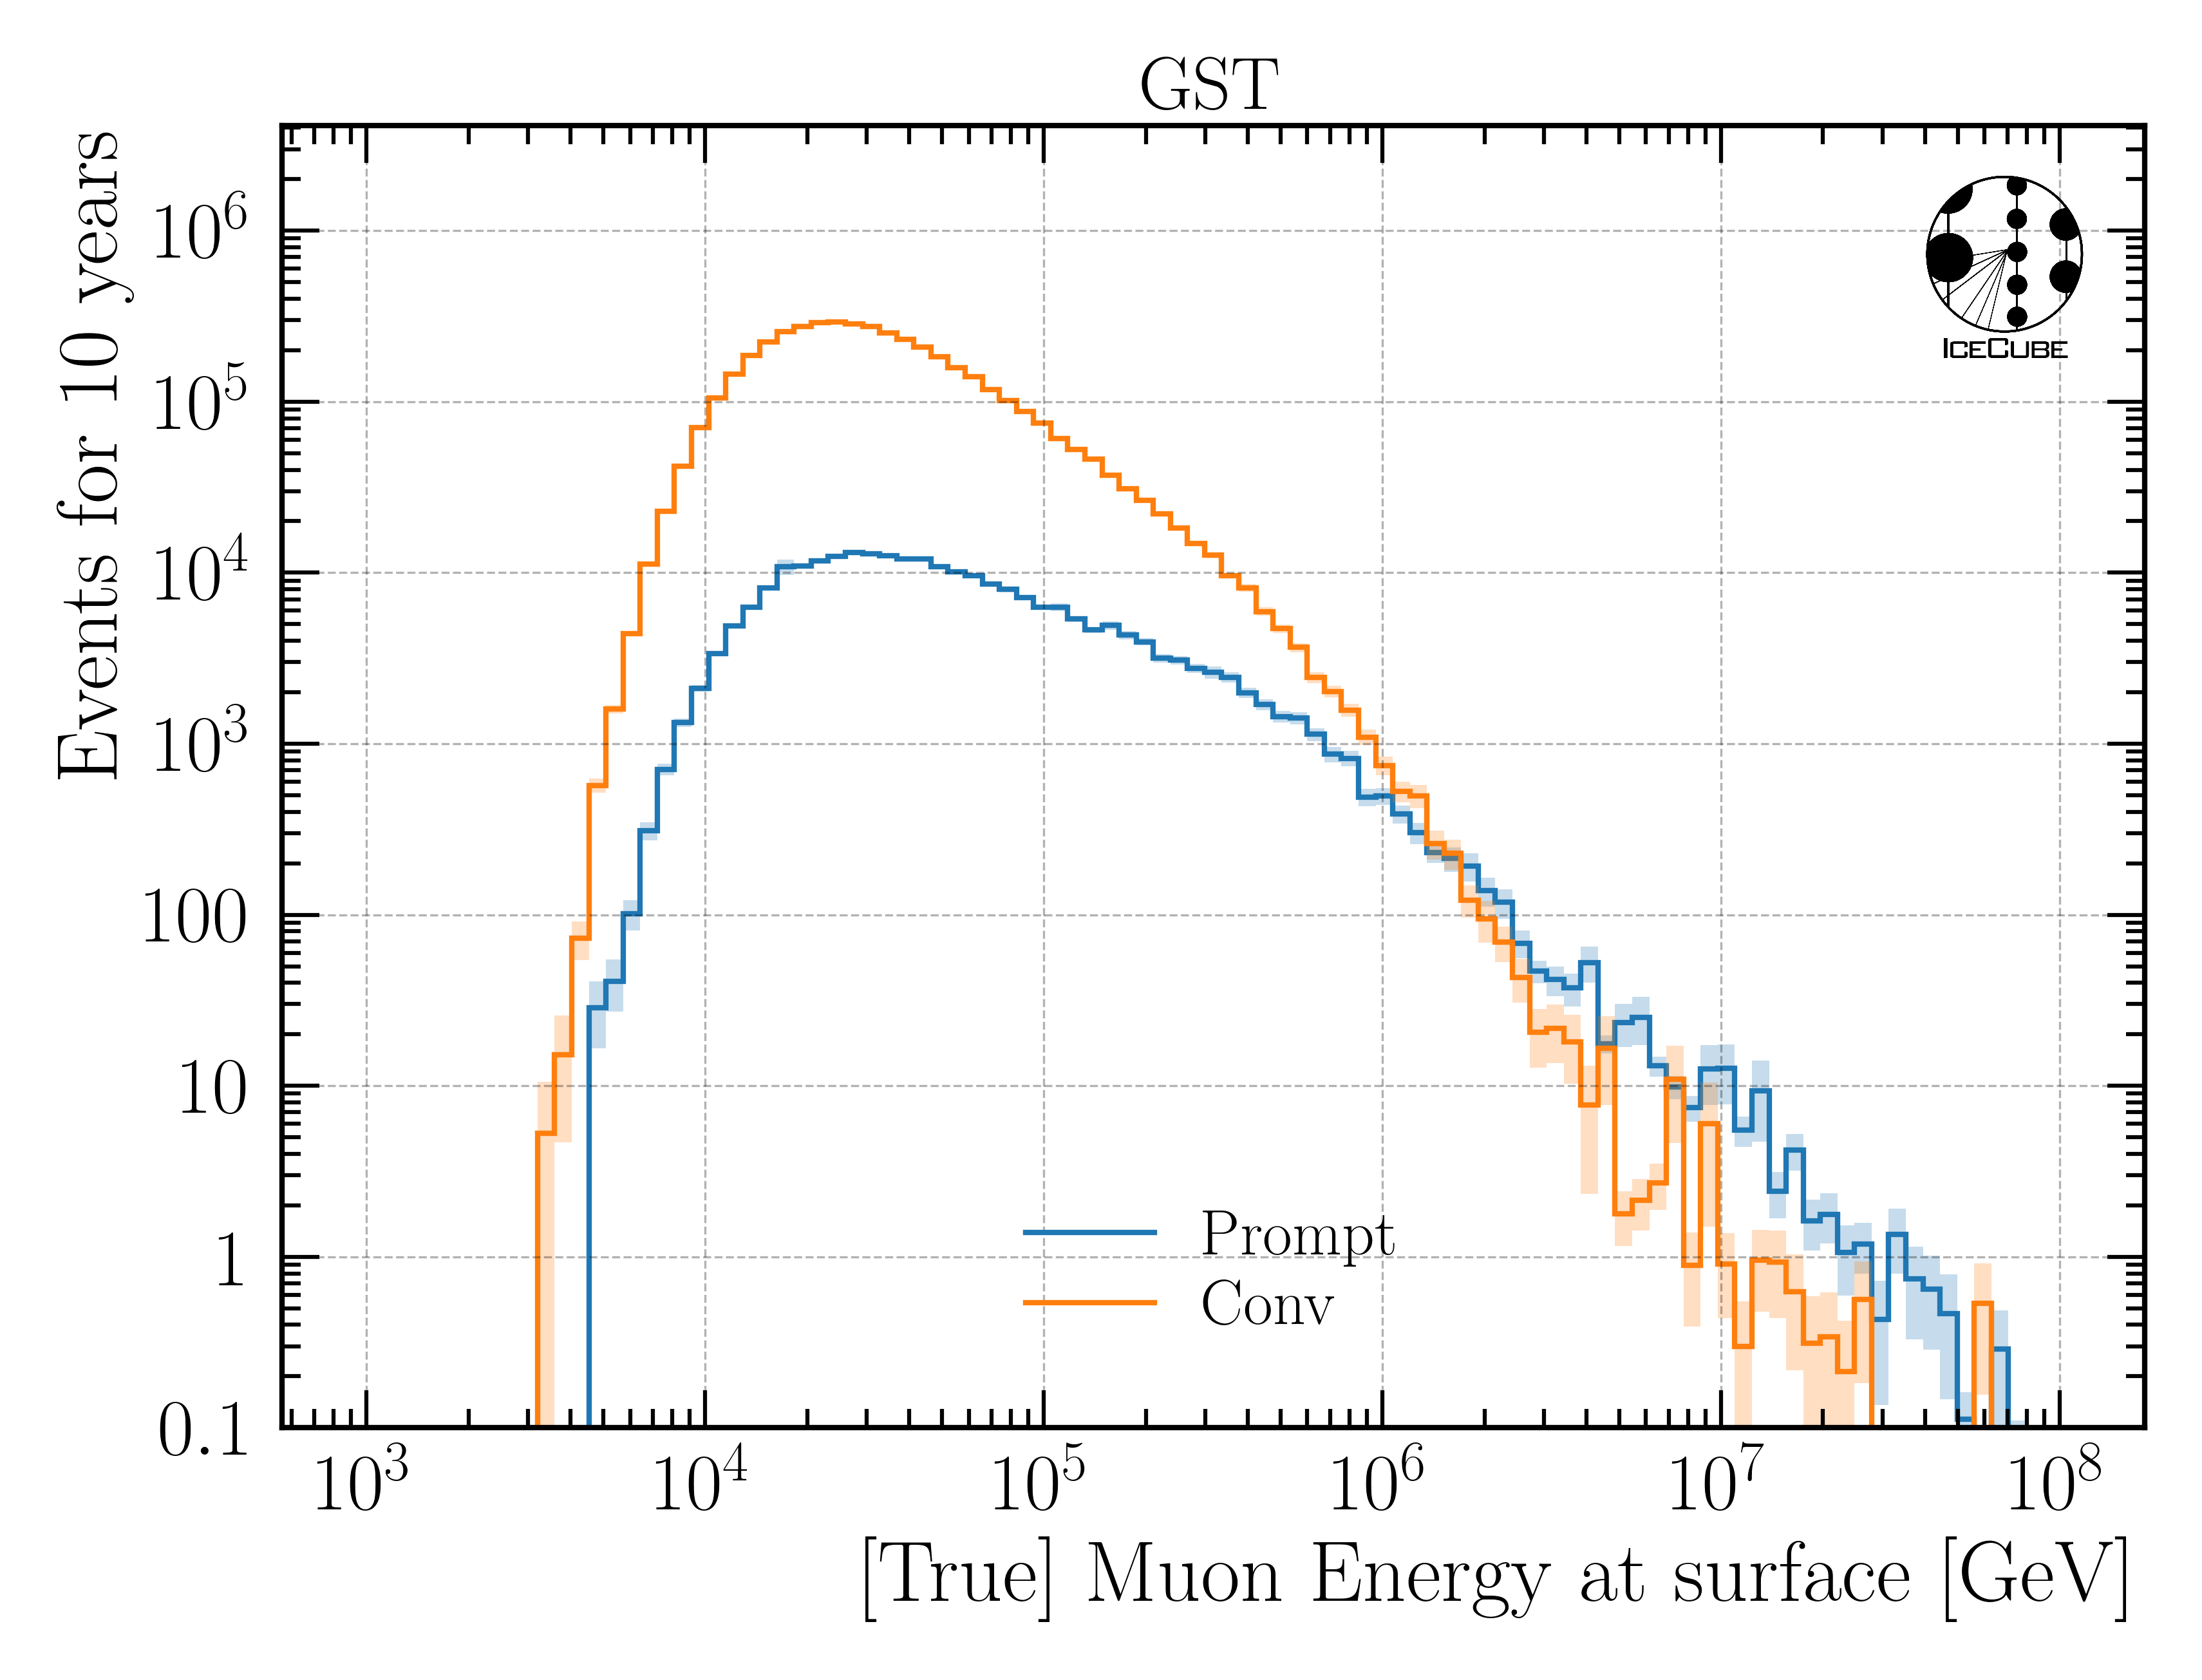 GST
Events for 10 years
10^6
10^5
10^4
10^3
100
10
1
0.1
ICECUBE
Prompt
Conv
10^3 10^4 10^5 10^6 10^7 10^8
[True] Muon Energy at surface [GeV]